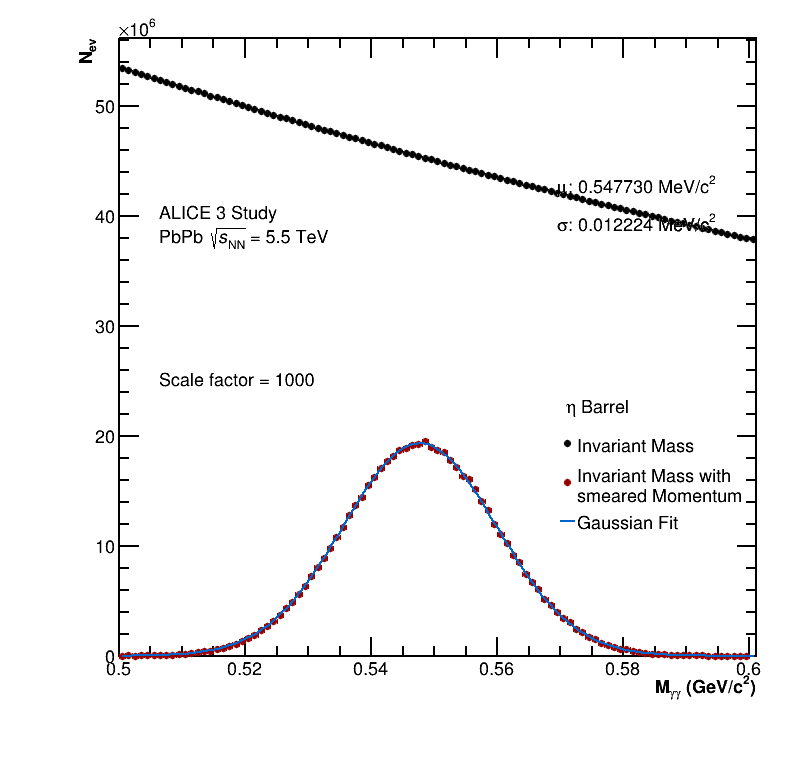 ×10⁶
N_ev
50
40
30
20
10
0
μ: 0.547730 MeV/c²
σ: 0.012224 MeV/c²
ALICE 3 Study
PbPb √s_NN = 5.5 TeV
Scale factor = 1000
η Barrel
Invariant Mass
Invariant Mass with
smeared Momentum
Gaussian Fit
0.5 0.52 0.54 0.56 0.58 0.6
M_γγ (GeV/c²)